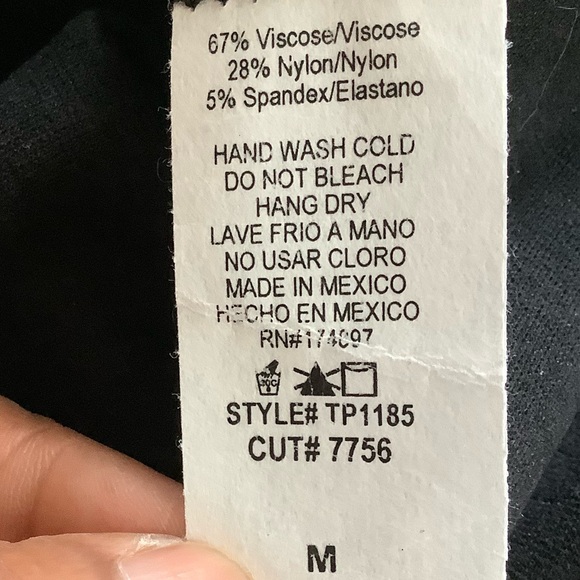 67% Viscose/Viscose
28% Nylon/Nylon
5% Spandex/Elastano
HAND WASH COLD
DO NOT BLEACH
HANG DRY
LAVE FRIO A MANO
NO USAR CLORO
MADE IN MEXICO
HECHO EN MEXICO
STYLE# TP1185
CUT# 7756
M